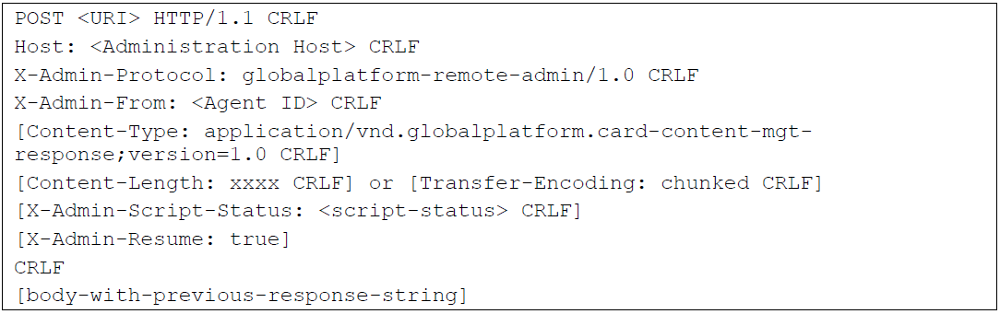 POST <URI> HTTP/1.1 CRLF
Host: <Administration Host> CRLF
X-Admin-Protocol: globalplatform-remote-admin/1.0 CRLF
X-Admin-From: <Agent ID> CRLF
[Content-Type: application/vnd.globalplatform.card-content-mgt-
response;version=1.0 CRLF]
[Content-Length: xxxx CRLF] or [Transfer-Encoding: chunked CRLF]
[X-Admin-Script-Status: <script-status> CRLF]
[X-Admin-Resume: true]
CRLF
[body-with-previous-response-string]